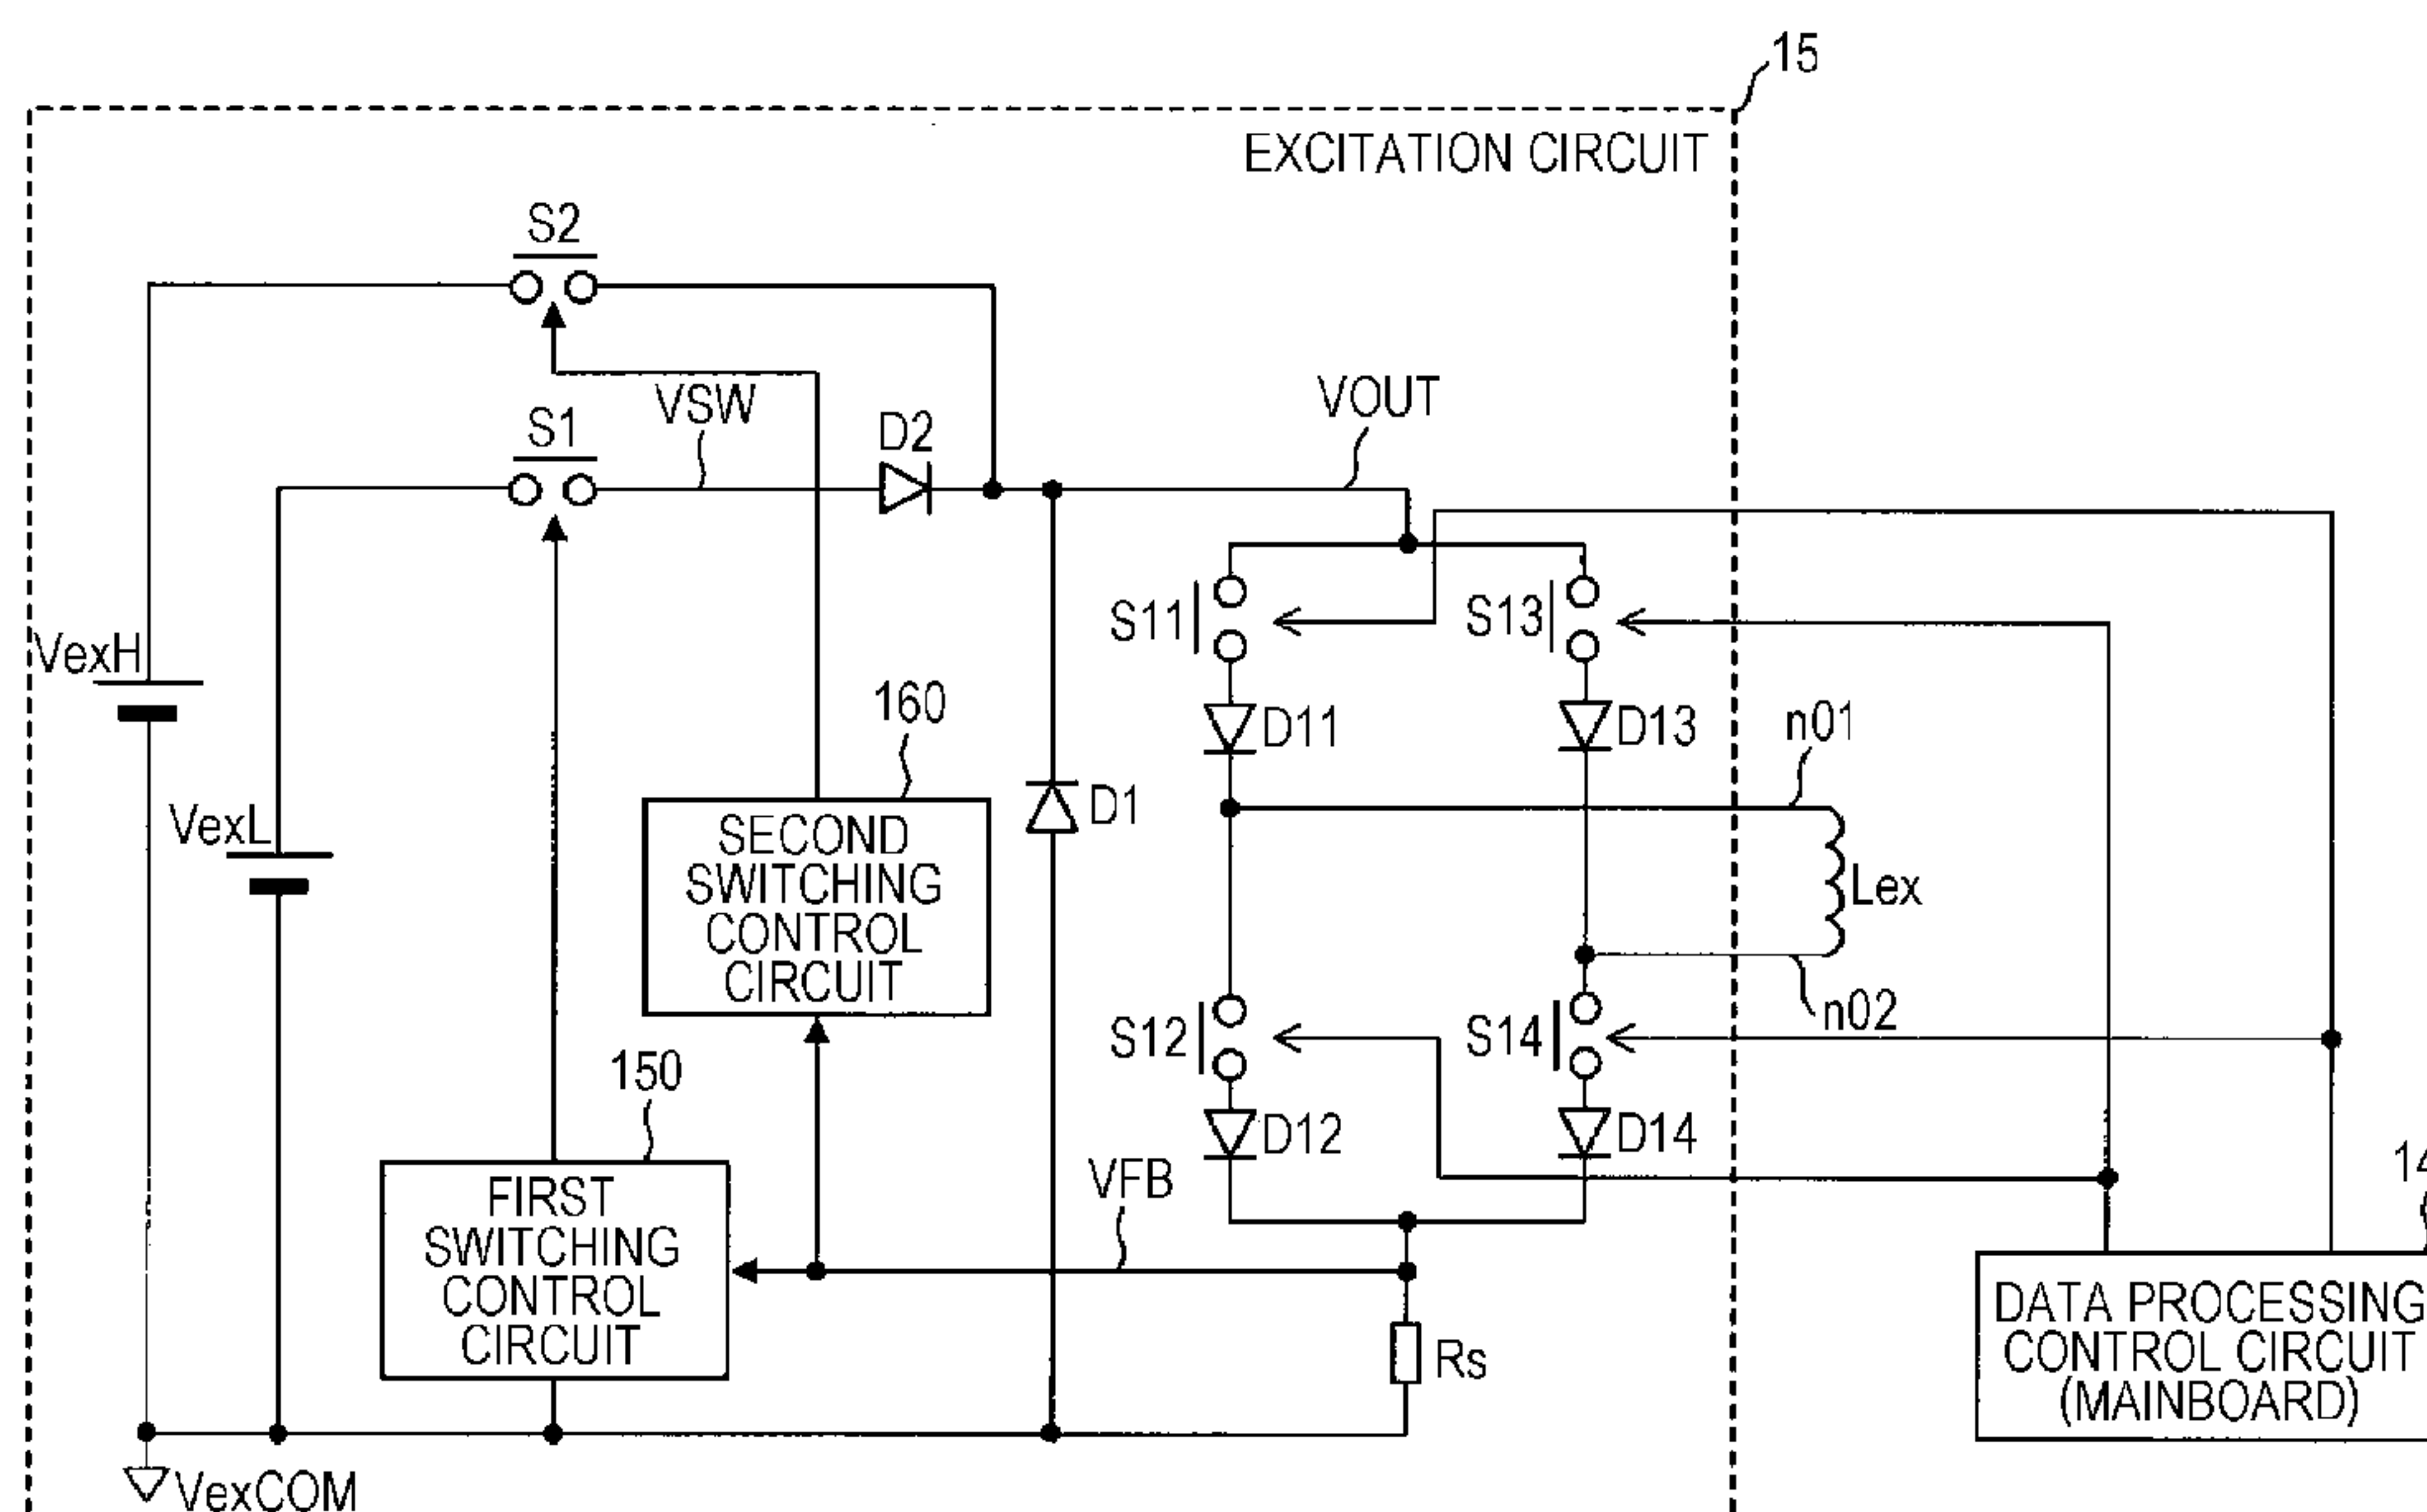 15
EXCITATION CIRCUIT
S2
VSW
VOUT
S1
D2
S11
S13
VexH
160
D11
D13
n01
D1
VexL
SECOND
SWITCHING
CONTROL
CIRCUIT
Lex
n02
S12
S14
150
D12
D14
VFB
FIRST
SWITCHING
CONTROL
CIRCUIT
Rs
DATA PROCESSING
CONTROL CIRCUIT
(MAINBOARD)
VexCOM